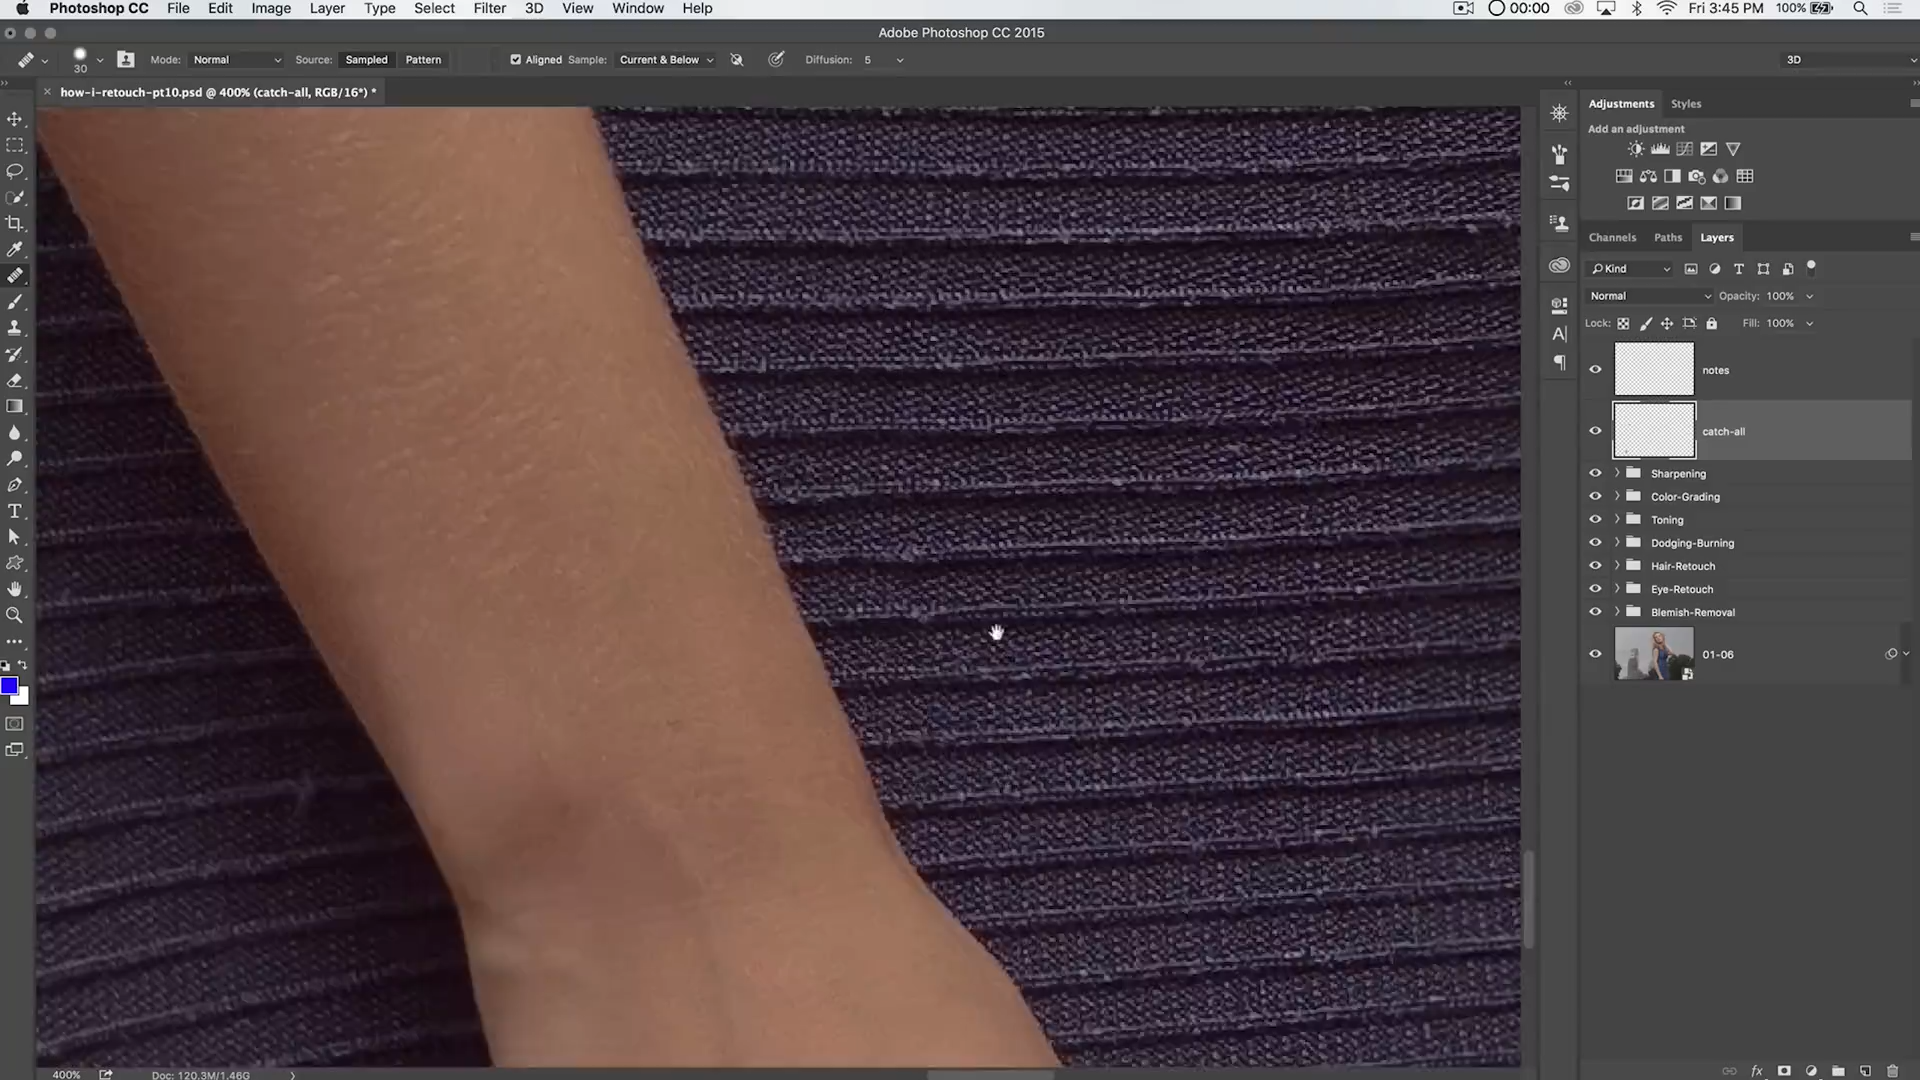 Photoshop CC File Edit Image Layer Type Select Filter 3D View Window Help 00:00 Fri 3:45 PM 100%
Adobe Photoshop CC 2015
30 Mode: Normal Source: Sampled Pattern Aligned Sample: Current & Below Diffusion: 5 3D
how-i-retouch-pt10.psd @ 400% (catch-all, RGB/16*) *
Adjustments Styles
Add an adjustment
Channels Paths Layers
Kind
Normal Opacity: 100%
Lock: Fill: 100%
notes
catch-all
Sharpening
Color-Grading
Toning
Dodging-Burning
Hair-Retouch
Eye-Retouch
Blemish-Removal
01-06
400% Doc: 120.3M/1.46G